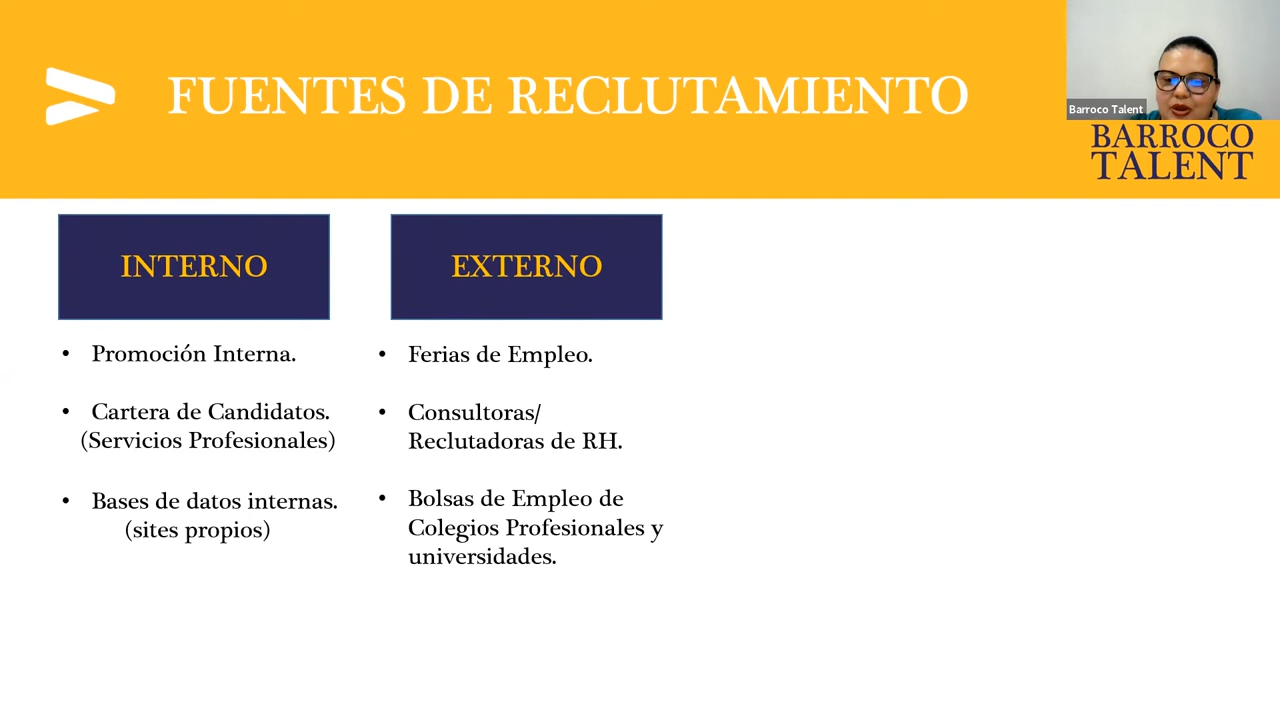 FUENTES DE RECLUTAMIENTO
Barroco Talent
BARROCO
TALENT
INTERNO
• Promoción Interna.
• Cartera de Candidatos.
(Servicios Profesionales)
• Bases de datos internas.
(sites propios)
EXTERNO
• Ferias de Empleo.
• Consultoras/
Reclutadoras de RH.
• Bolsas de Empleo de
Colegios Profesionales y
universidades.